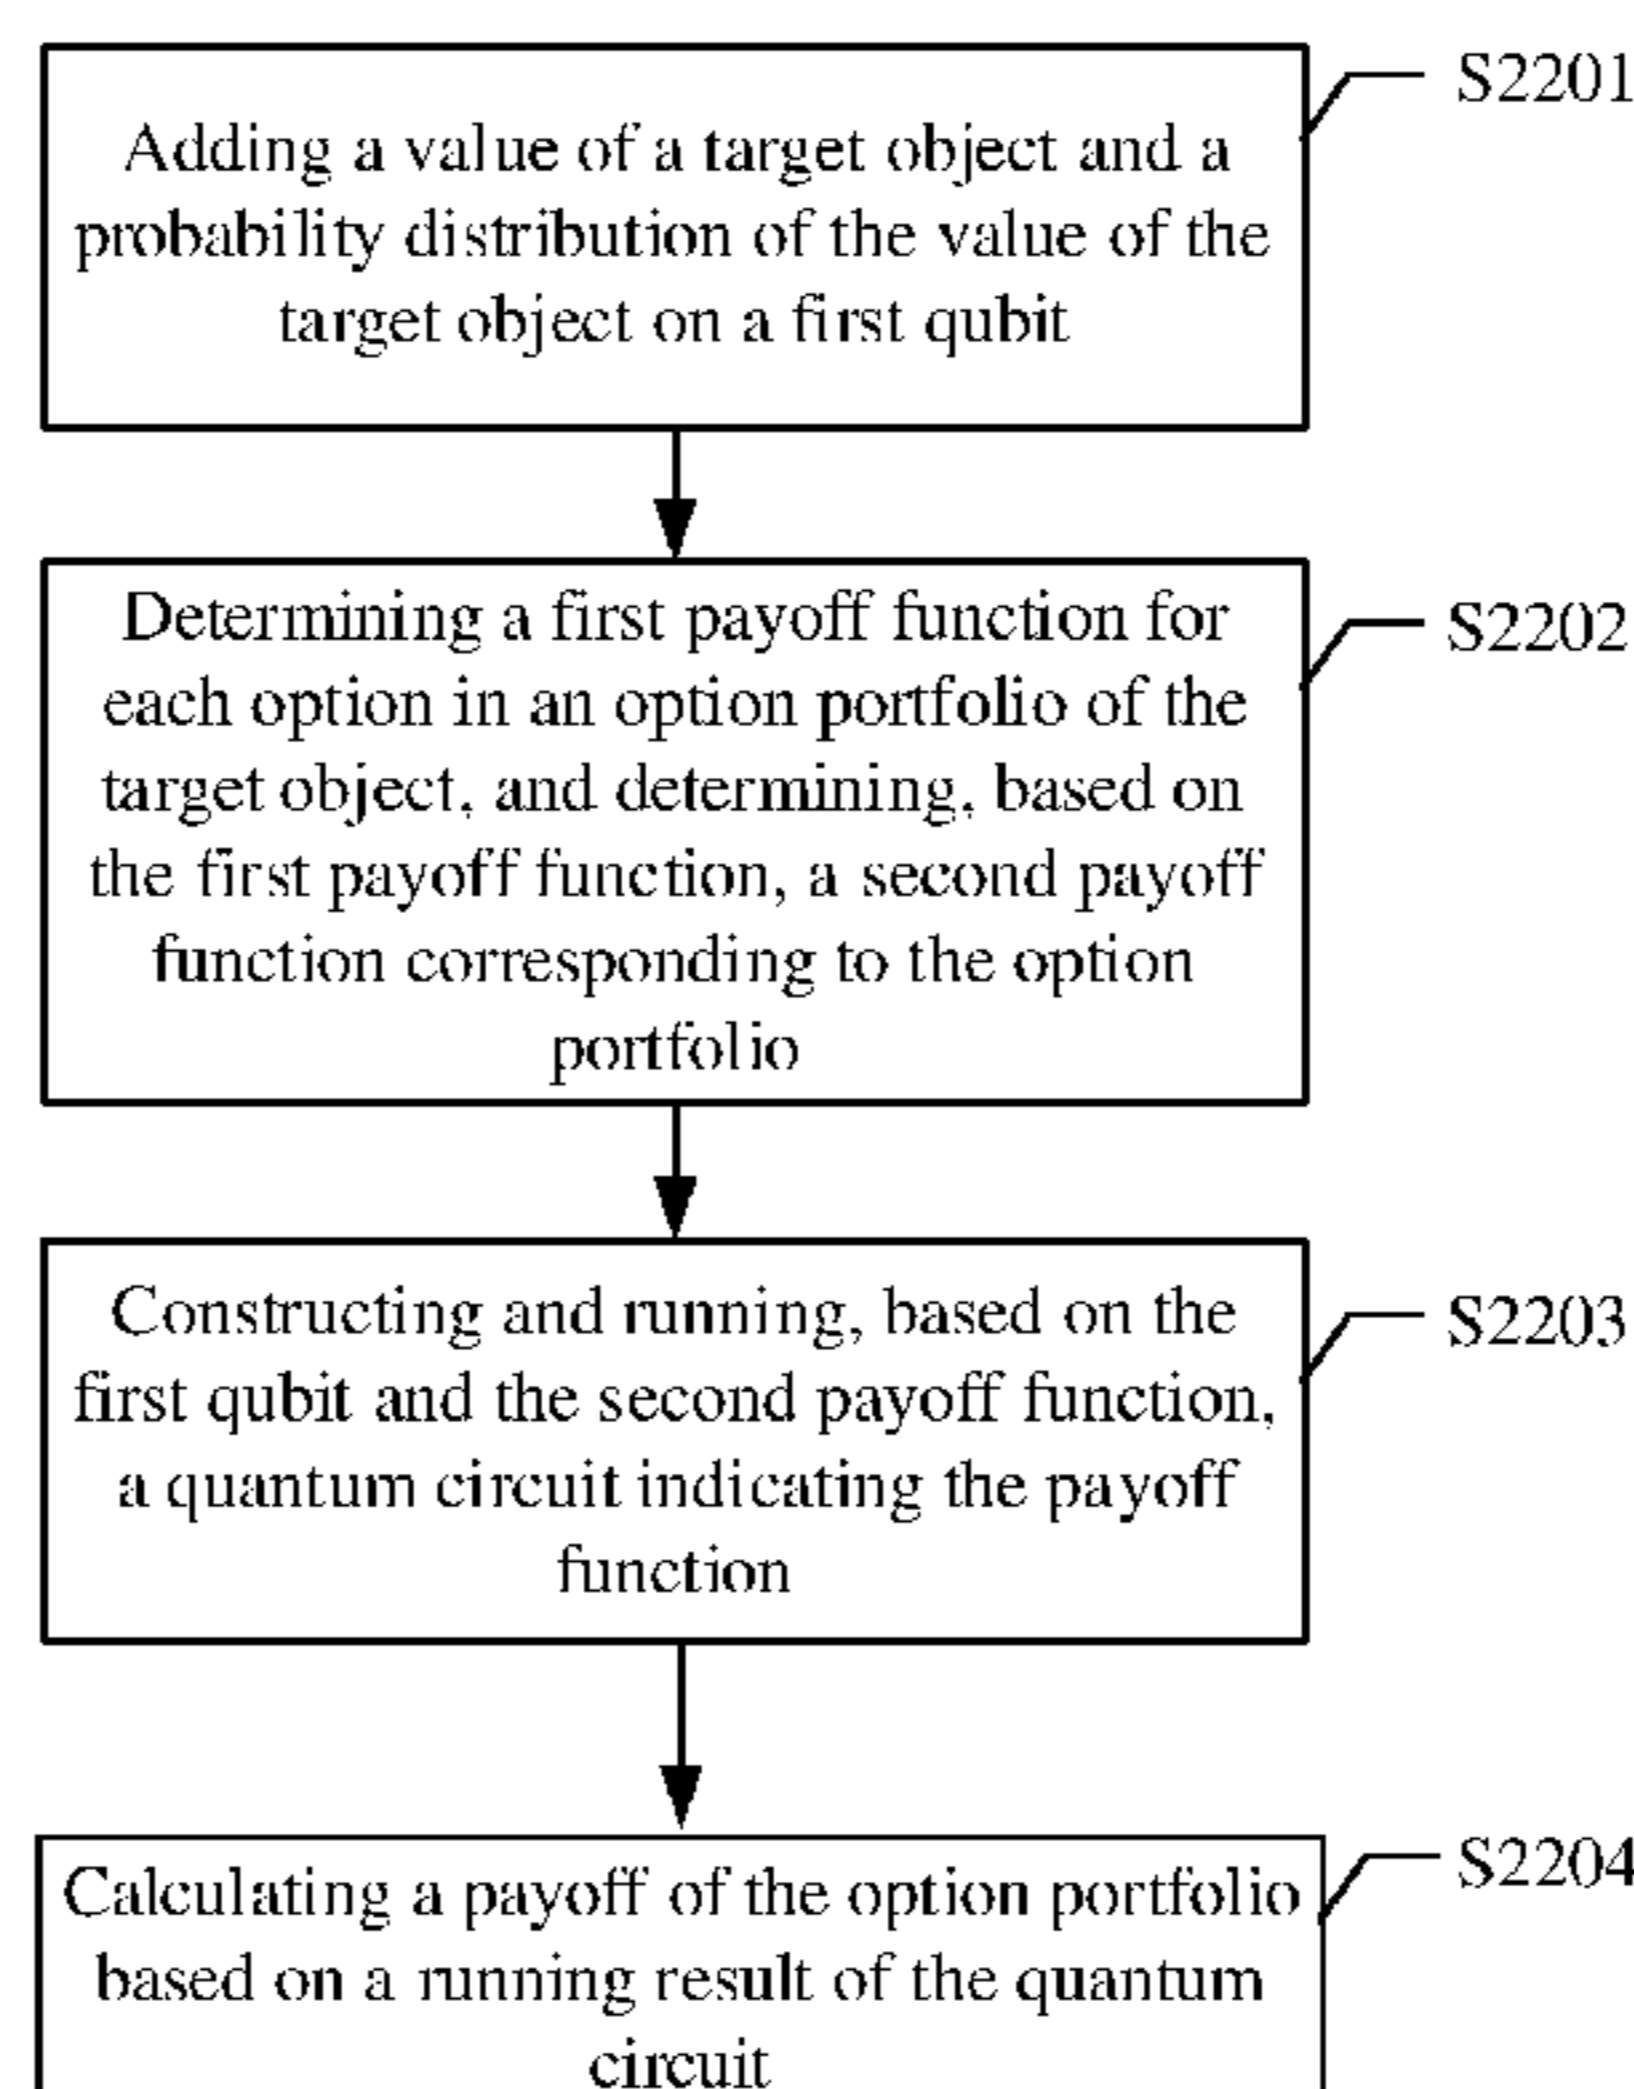 S2201
Adding a value of a target object and a
probability distribution of the value of the
target object on a first qubit
S2202
Determining a first payoff function for
each option in an option portfolio of the
target object, and determining, based on
the first payoff function, a second payoff
function corresponding to the option
portfolio
S2203
Constructing and running, based on the
first qubit and the second payoff function,
a quantum circuit indicating the payoff
function
S2204
Calculating a payoff of the option portfolio
based on a running result of the quantum
circuit